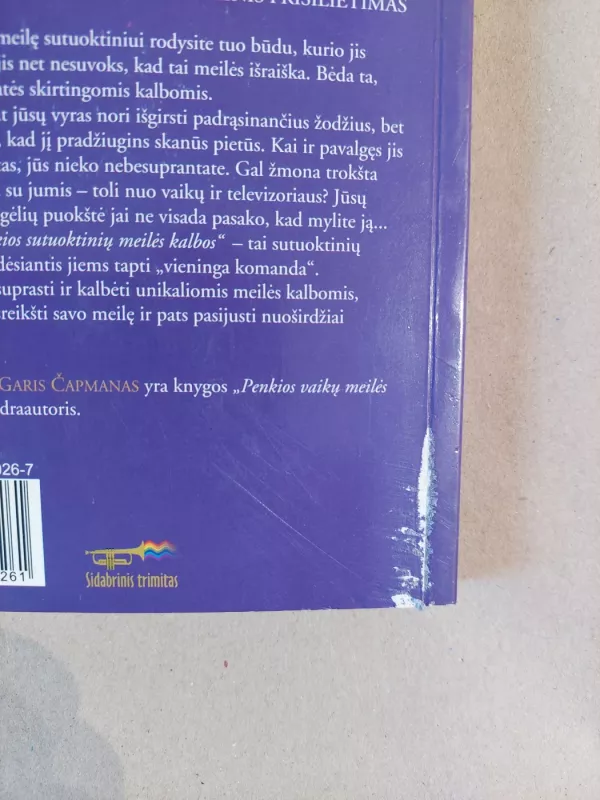 PRISILIETIMAS
meilę sutuoktiniui rodysite tuo būdu, kurio jis
jis net nesuvoks, kad tai meilės išraiška. Bėda ta,
skirtingomis kalbomis.
jūsų vyras nori išgirsti padrąsinančius žodžius, bet
, kad jį pradžiugins skanūs pietūs. Kai ir pavalgęs jis
tas, jūs nieko nebesuprantate. Gal žmona trokšta
su jumis – toli nuo vaikų ir televizoriaus? Jūsų
gėlių puokštė jai ne visada pasako, kad mylite ją...
kios sutuoktinių meilės kalbos“ – tai sutuoktinių
dėsiantis jiems tapti „vieninga komanda“.
suprasti ir kalbėti unikaliomis meilės kalbomis,
reikšti savo meilę ir pats pasijusti nuoširdžiai
GARIS ČAPMANAS yra knygos „Penkios vaikų meilės
draautoris.
026-7
261
Sidabrinis trimitas